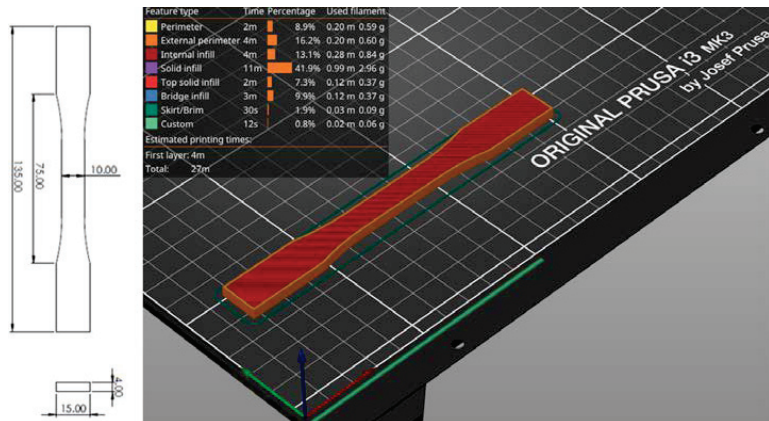 135.00
75.00
10.00
4.00
15.00
Feature type Time Percentage Used filament
Perimeter 2m 8.9% 0.20 m 0.59 g
External perimeter 4m 16.2% 0.20 m 0.60 g
Internal infill 4m 13.1% 0.28 m 0.84 g
Solid infill 11m 41.9% 0.99 m 2.96 g
Top solid infill 2m 7.3% 0.12 m 0.37 g
Bridge infill 3m 9.9% 0.12 m 0.37 g
Skirt/Brim 30s 1.9% 0.03 m 0.09 g
Custom 12s 0.8% 0.02 m 0.06 g
Estimated printing times:
First layer: 4m
Total: 27m
ORIGINAL PRUSA i3 MK3
by Josef Prusa